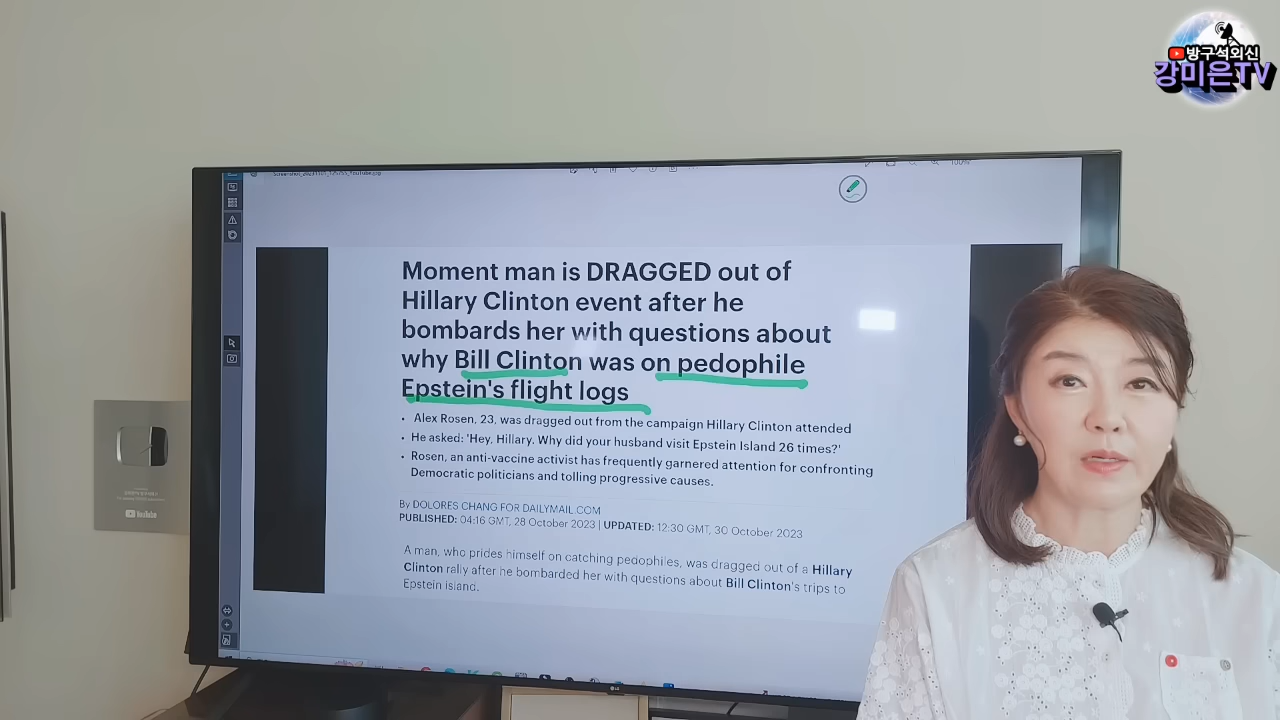 방구석외신
강미은TV
100%
Moment man is DRAGGED out of
Hillary Clinton event after he
bombards her with questions about
why Bill Clinton was on pedophile
Epstein's flight logs
• Alex Rosen, 23, was dragged out from the campaign Hillary Clinton attended
• He asked: 'Hey, Hillary. Why did your husband visit Epstein Island 26 times?'
• Rosen, an anti-vaccine activist has frequently garnered attention for confronting
Democratic politicians and tolling progressive causes.
By DOLORES CHANG FOR DAILYMAIL.COM
PUBLISHED: 04:16 GMT, 28 October 2023 | UPDATED: 12:30 GMT, 30 October 2023
A man, who prides himself on catching pedophiles, was dragged out of a Hillary
Clinton rally after he bombarded her with questions about Bill Clinton's trips to
Epstein island.
YouTube
LG